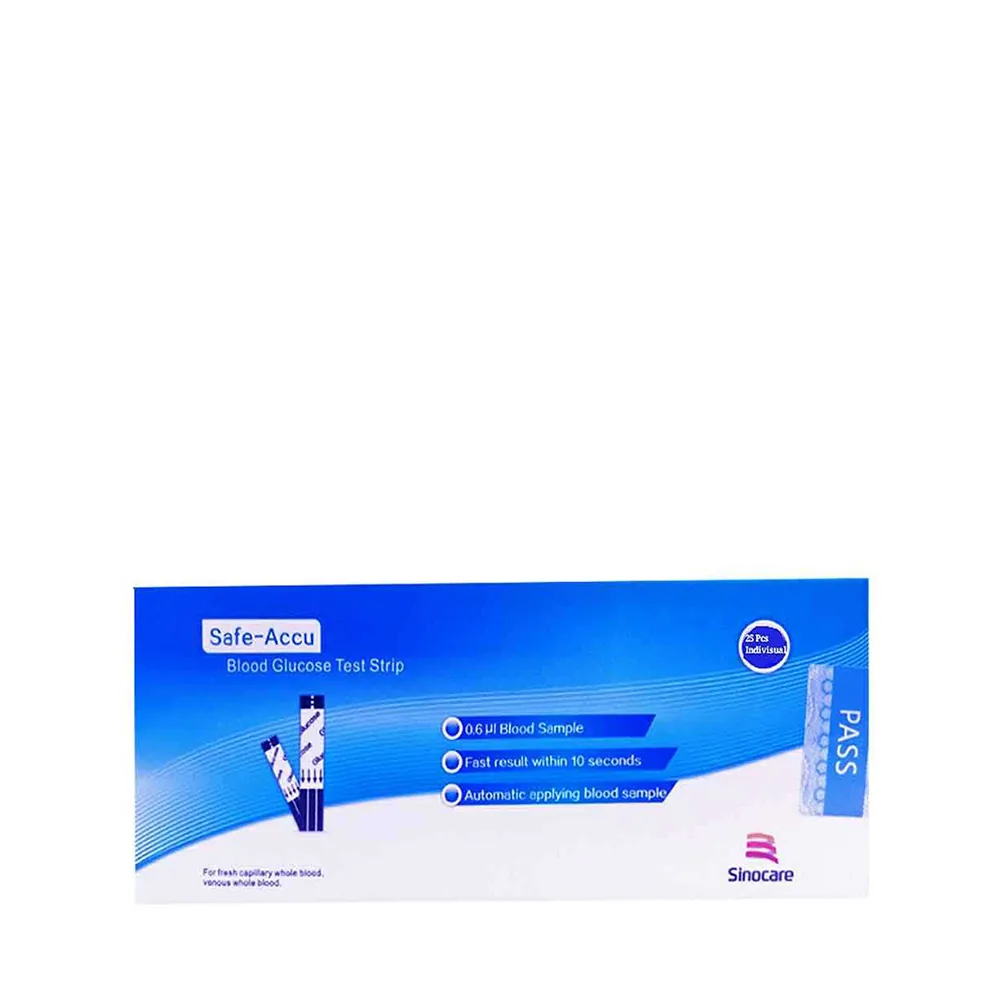 Safe-Accu
Blood Glucose Test Strip
25 Pcs
Indivisual
Glucose
0.6 µl Blood Sample
Fast result within 10 seconds
Automatic applying blood sample
PASS
For fresh capillary whole blood,
venous whole blood.
Sinocare